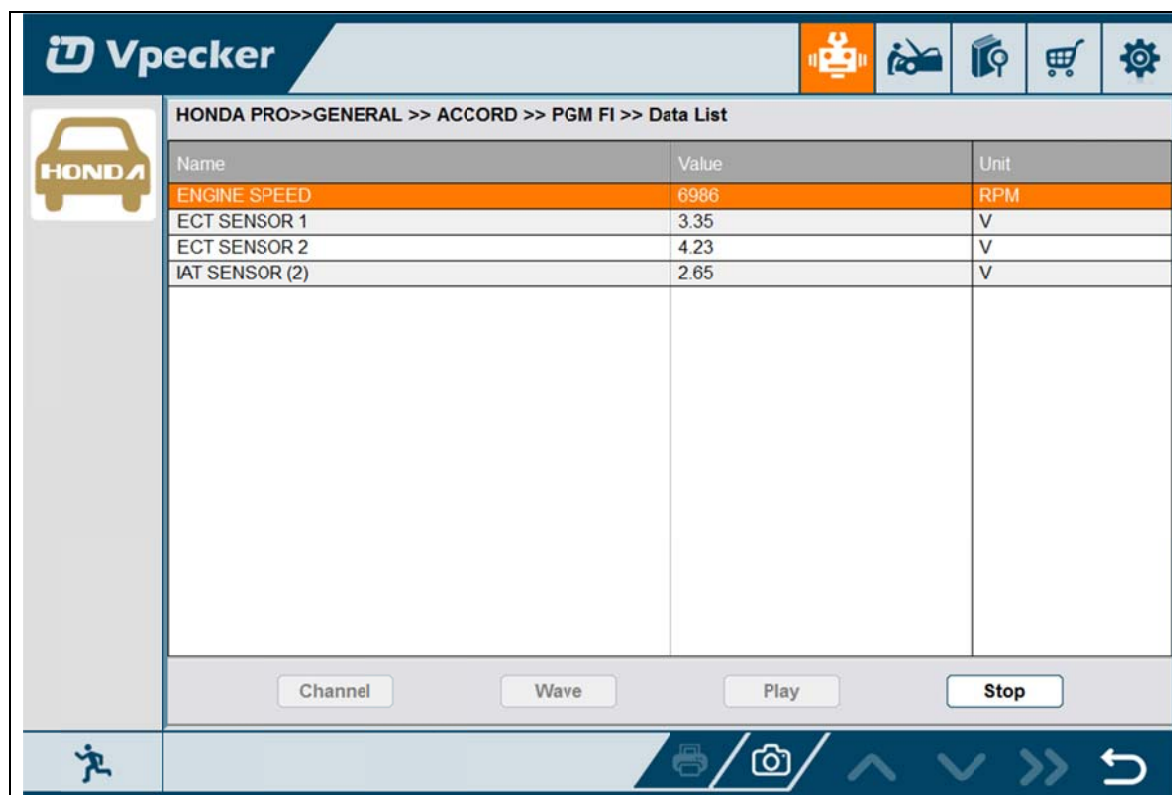 Vpecker
HONDA
HONDA PRO>>GENERAL >> ACCORD >> PGM FI >> Data List
Name Value Unit
ENGINE SPEED 6986 RPM
ECT SENSOR 1 3.35 V
ECT SENSOR 2 4.23 V
IAT SENSOR (2) 2.65 V
Channel Wave Play Stop